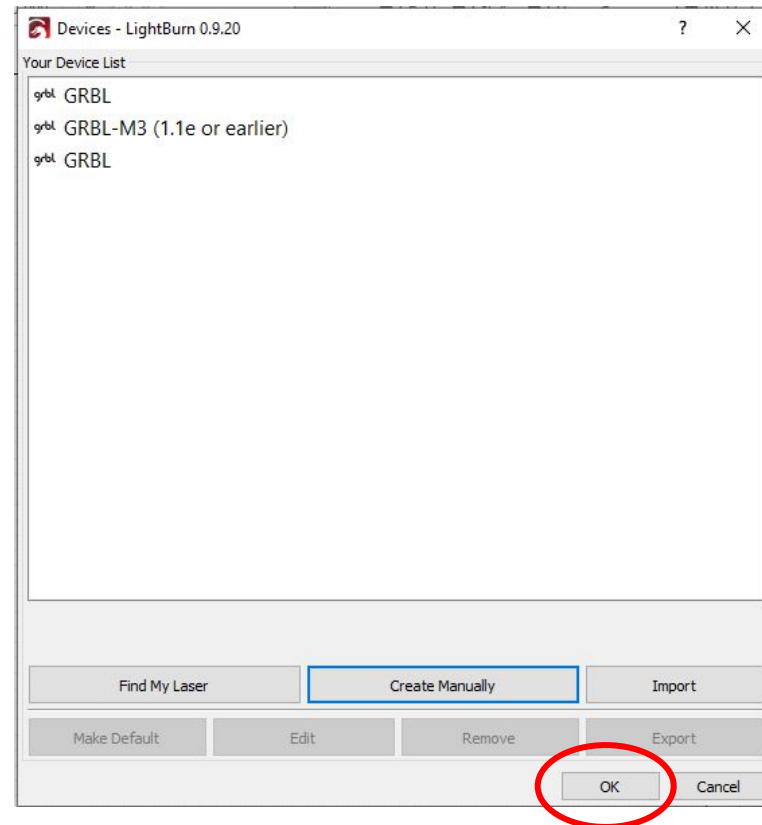 Devices - LightBurn 0.9.20 ?
Your Device List
grbl GRBL
grbl GRBL-M3 (1.1e or earlier)
grbl GRBL
Find My Laser Create Manually Import
Make Default Edit Remove Export
OK Cancel